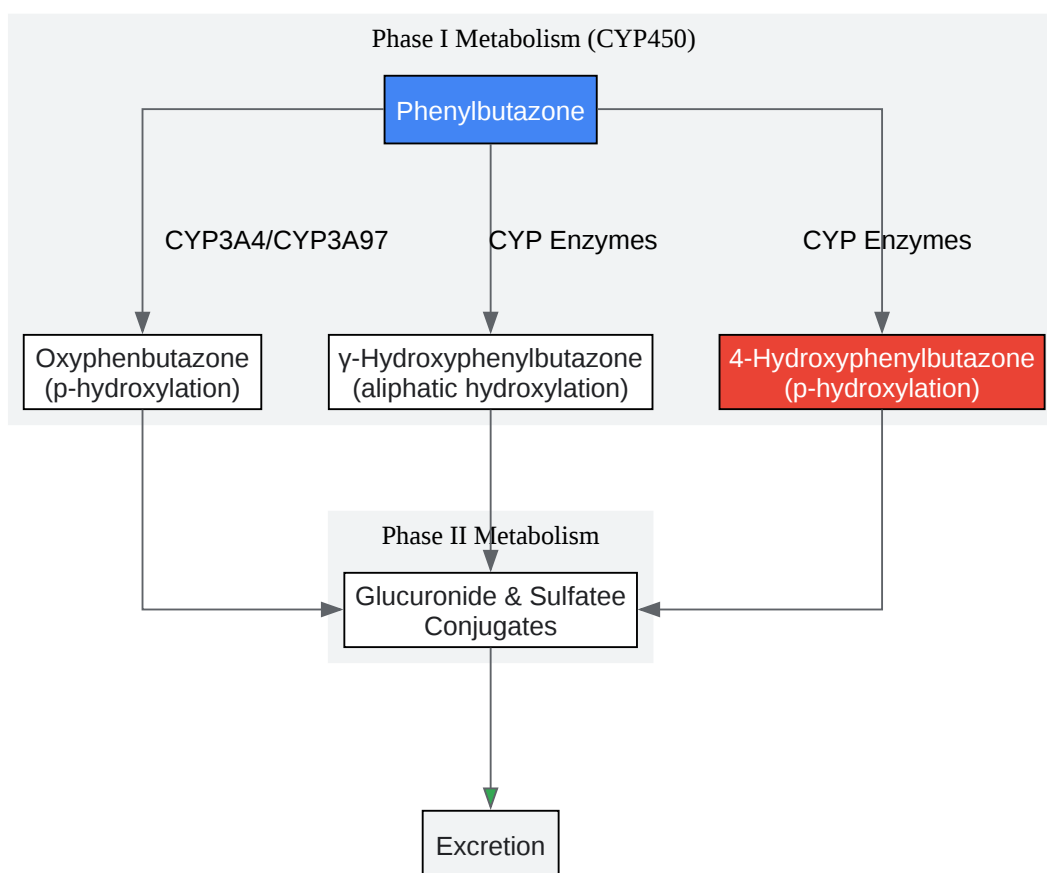 Phase I Metabolism (CYP450)
Phenylbutazone
CYP3A4/CYP3A97
CYP Enzymes
CYP Enzymes
Oxyphenbutazone
(p-hydroxylation)
γ-Hydroxyphenylbutazone
(aliphatic hydroxylation)
4-Hydroxyphenylbutazone
(p-hydroxylation)
Phase II Metabolism
Glucuronide & Sulfatee
Conjugates
Excretion